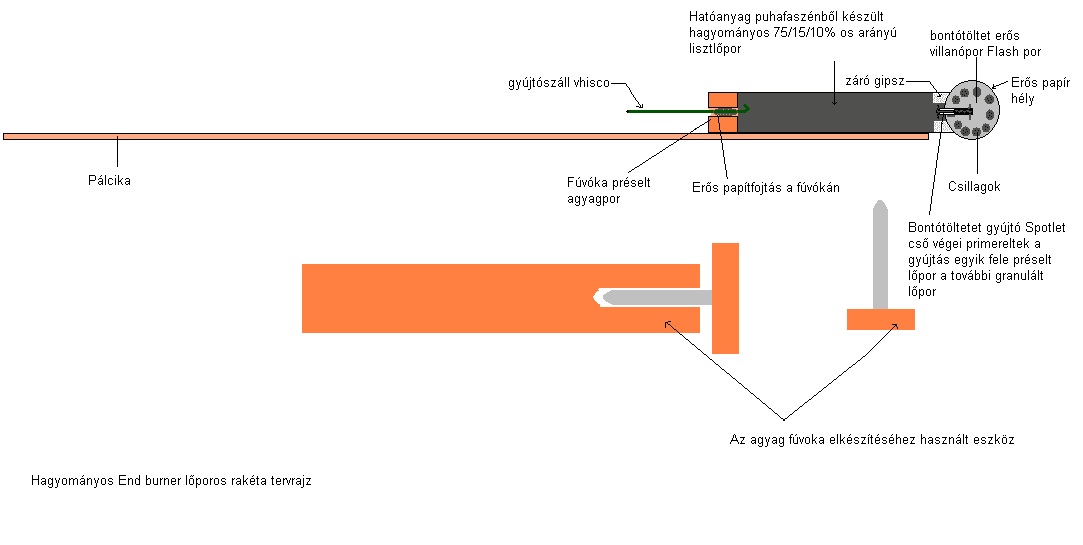 Hatóanyag puhafaszénből készült
hagyományos 75/15/10% os arányú
lisztlőpor
bontótöltet erős
villanópor Flash por
gyújtószáll vhisco
záró gipsz
Erős papír
hély
Pálcika
Fúvóka préselt
agyagpor
Erős papítfojtás a fúvókán
Csillagok
Bontótöltetet gyújtó Spotlet
cső végei primereltek a
gyújtás egyik fele préselt
lőpor a további granulált
lőpor
Az agyag fúvoka elkészítéséhez használt eszköz
Hagyományos End burner lőporos rakéta tervrajz